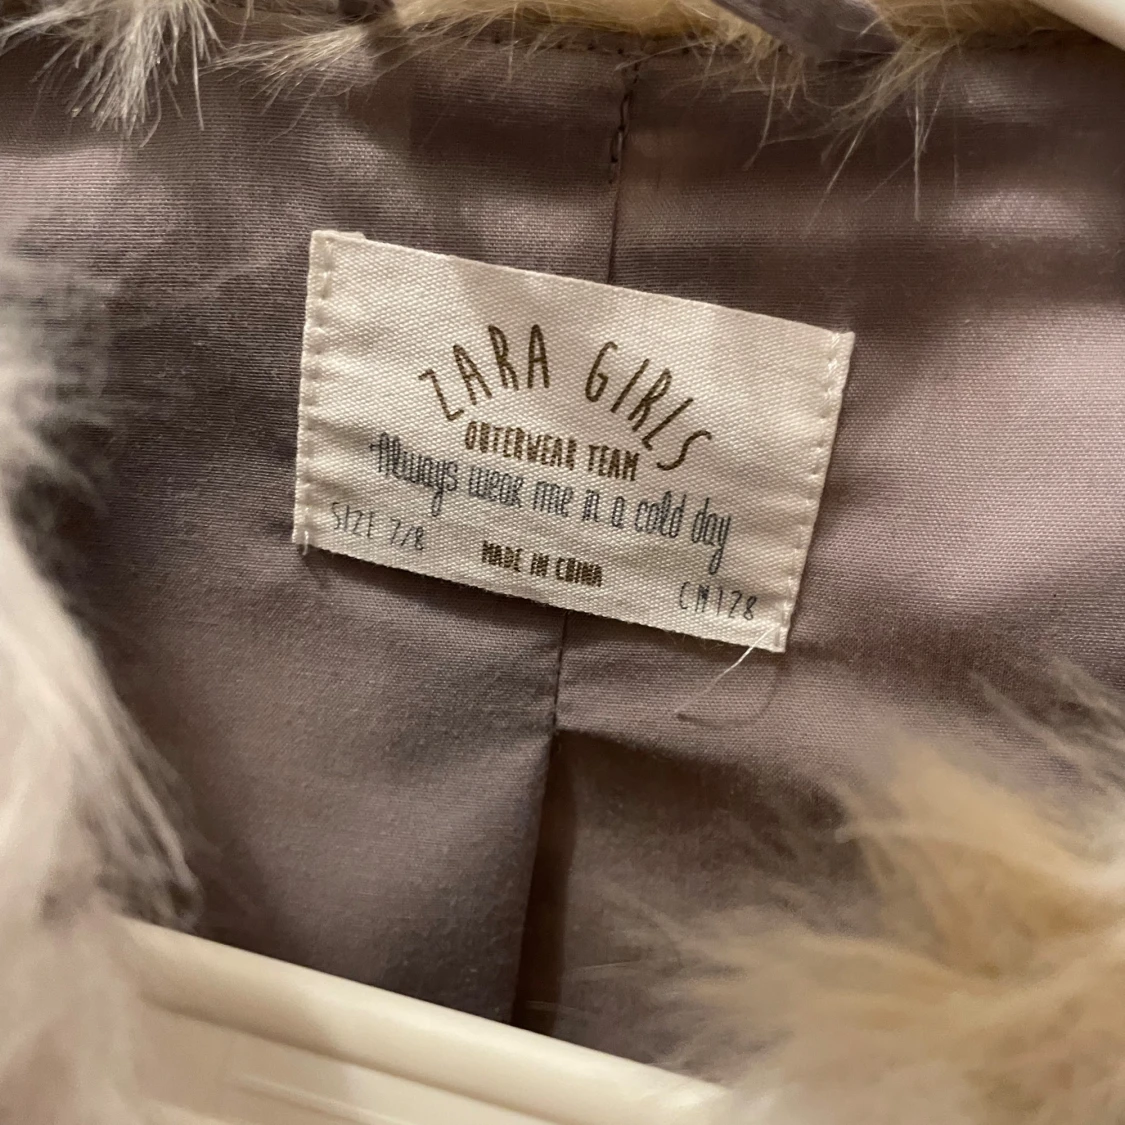 ZARA GIRLS
OUTERWEAR TEAM
Always wear me in a cold day
SIZE 7/8
MADE IN CHINA
CM 128